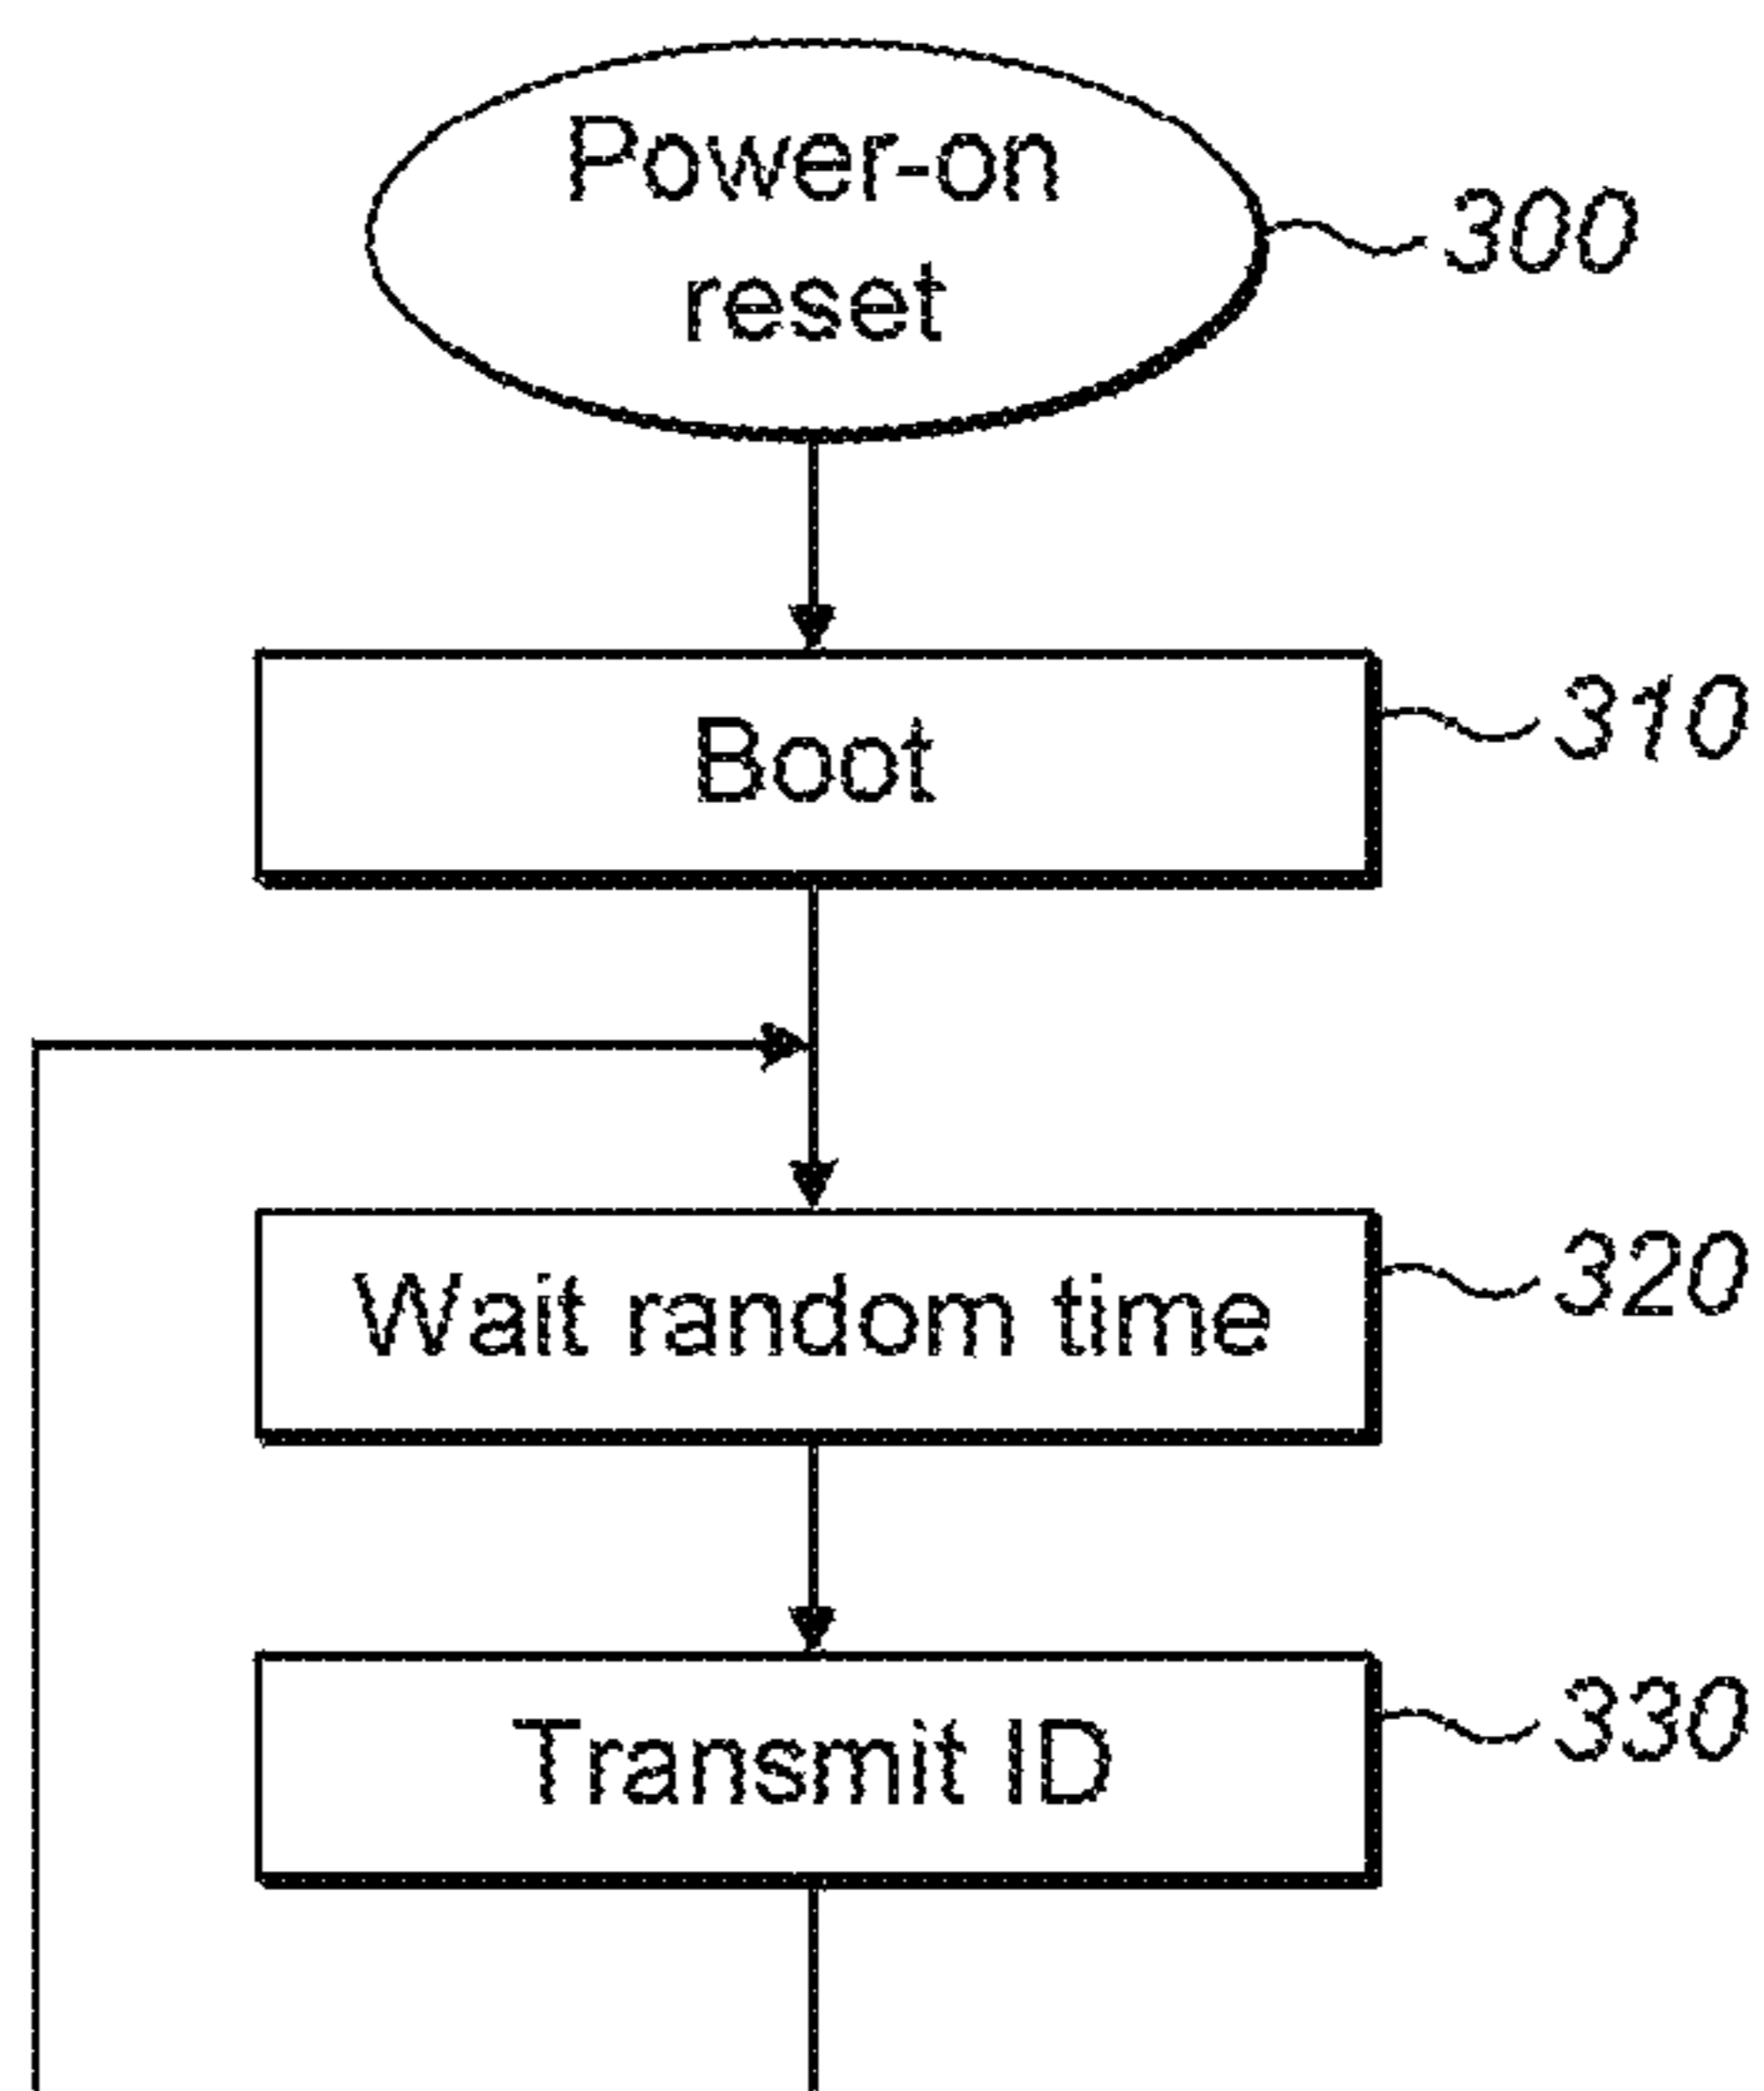 Power-on
reset
300
Boot
310
Wait random time
320
Transmit ID
330